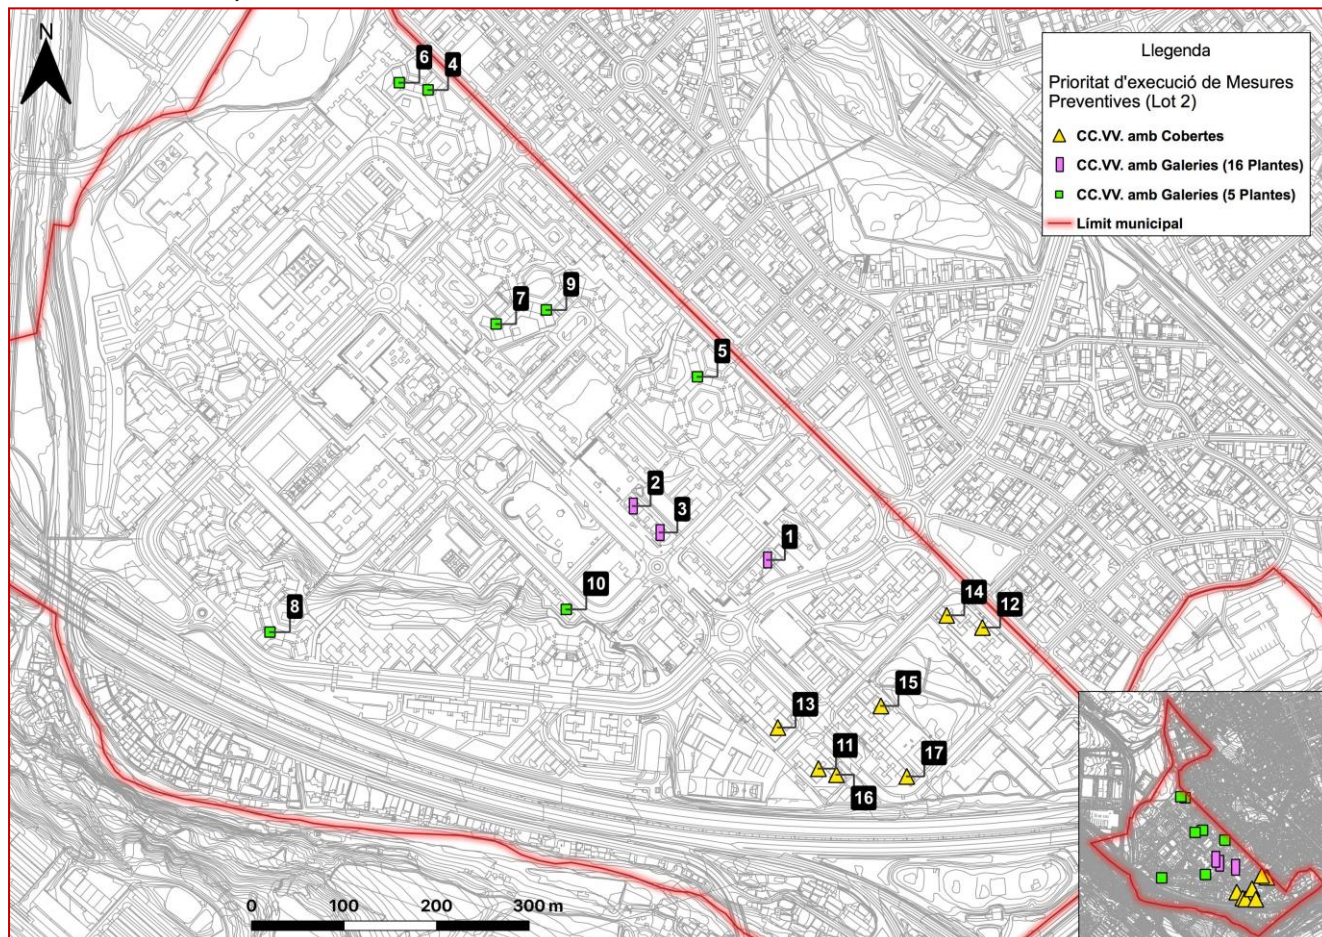 N
Llegenda
Prioritat d'execució de Mesures
Preventives (Lot 2)
CC.VV. amb Cobertes
CC.VV. amb Galeries (16 Plantes)
CC.VV. amb Galeries (5 Plantes)
Límit municipal
6
4
9
7
5
2
3
1
10
8
14
12
15
13
11
17
16
0
100
200
300 m